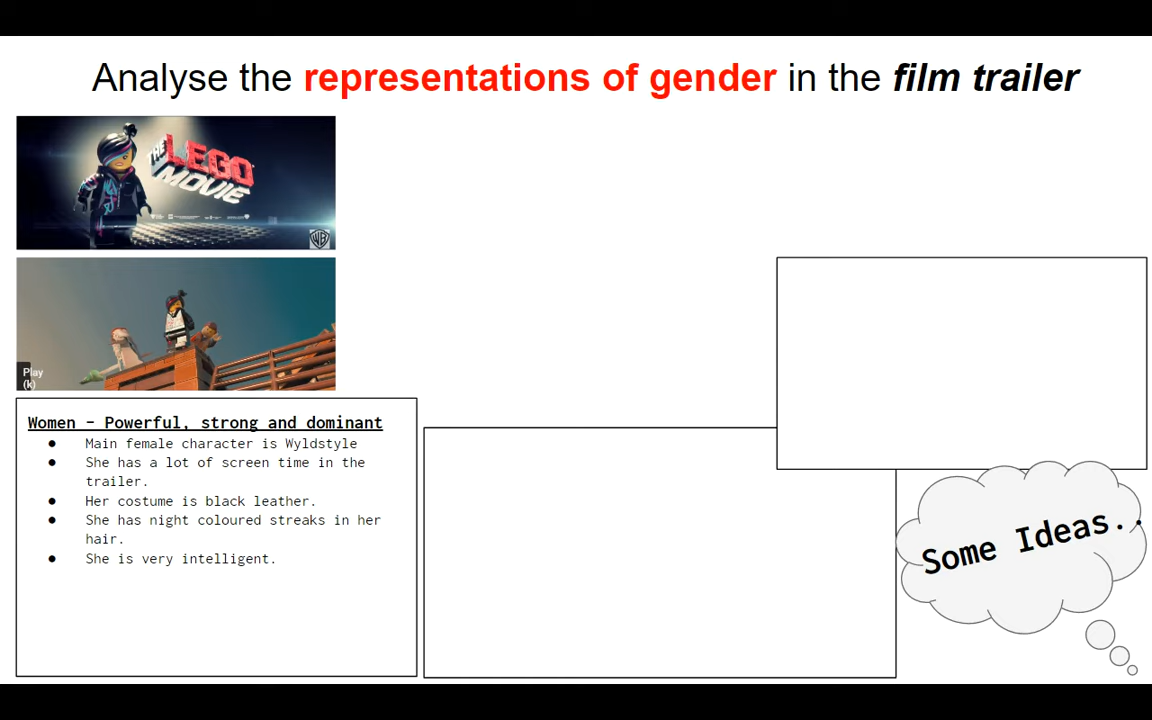 Analyse the representations of gender in the film trailer
THE LEGO
MOVIE
WB
Play
(k)
Women - Powerful, strong and dominant
● Main female character is Wyldstyle
● She has a lot of screen time in the
trailer.
● Her costume is black leather.
● She has night coloured streaks in her
hair.
● She is very intelligent.
Some Ideas..